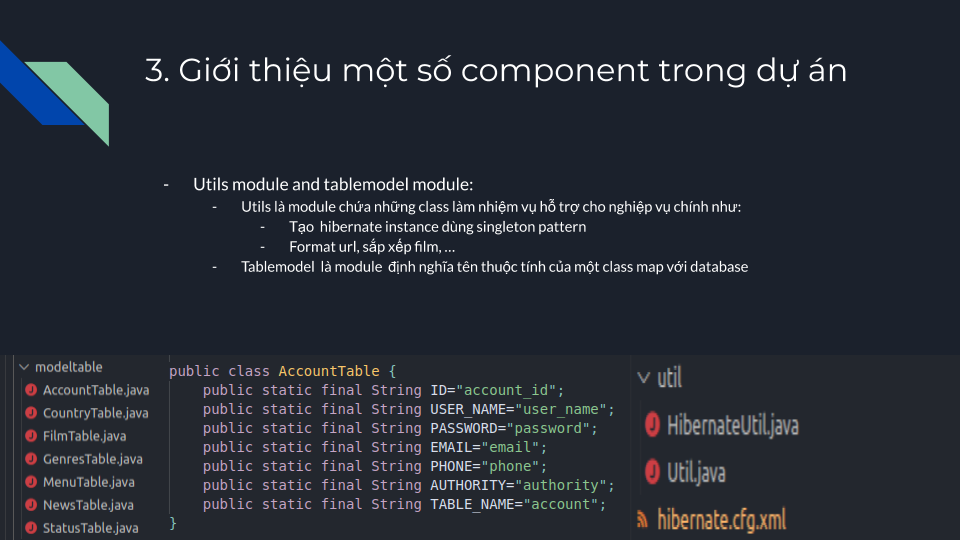 3. Giới thiệu một số component trong dự án
- Utils module and tablemodel module:
- Utils là module chứa những class làm nhiệm vụ hỗ trợ cho nghiệp vụ chính như:
- Tạo hibernate instance dùng singleton pattern
- Format url, sắp xếp film, ...
- Tablemodel là module định nghĩa tên thuộc tính của một class map với database
modeltable
AccountTable.java
CountryTable.java
FilmTable.java
GenresTable.java
MenuTable.java
NewsTable.java
StatusTable.java
public class AccountTable {
public static final String ID="account_id";
public static final String USER_NAME="user_name";
public static final String PASSWORD="password";
public static final String EMAIL="email";
public static final String PHONE="phone";
public static final String AUTHORITY="authority";
public static final String TABLE_NAME="account";
}
util
HibernateUtil.java
Util.java
hibernate.cfg.xml